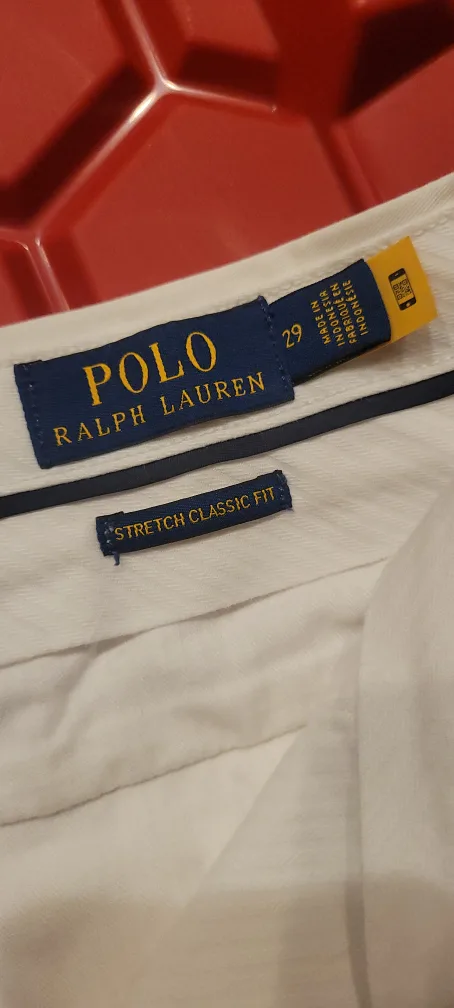 POLO
RALPH LAUREN
29
MADE IN
INDONESIA
FABRIQUÉ EN
INDONÉSIE
STRETCH CLASSIC FIT